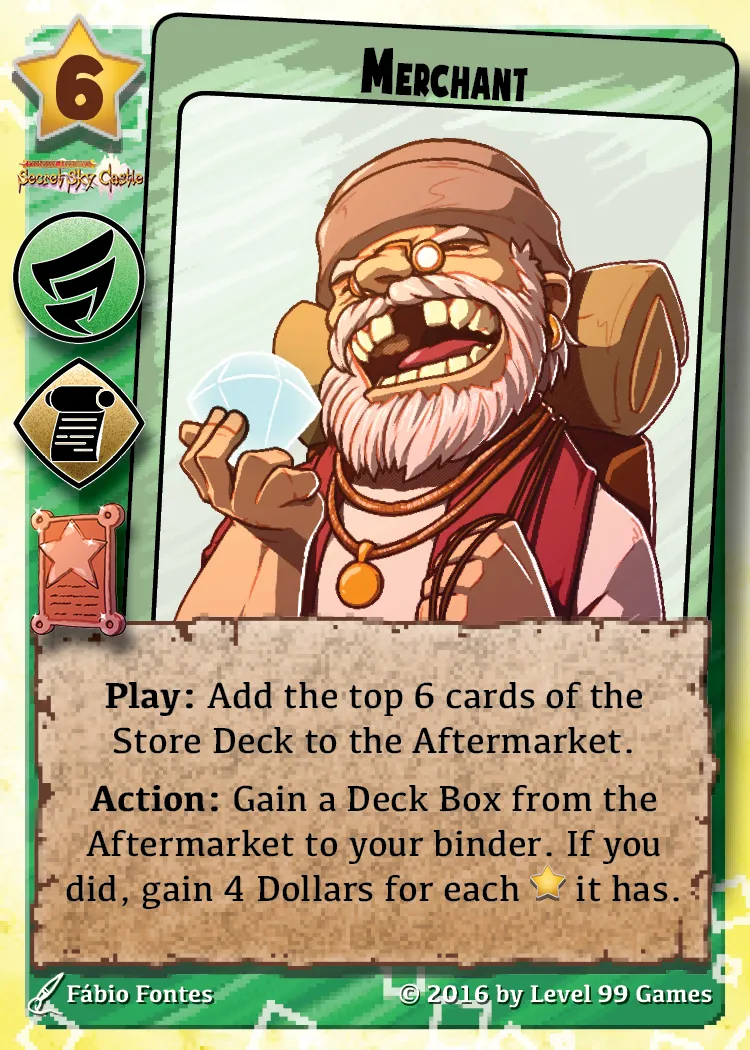 6
Merchant
Secret Sky Castle
Play: Add the top 6 cards of the
Store Deck to the Aftermarket.
Action: Gain a Deck Box from the
Aftermarket to your binder. If you
did, gain 4 Dollars for each it has.
Fábio Fontes
© 2016 by Level 99 Games